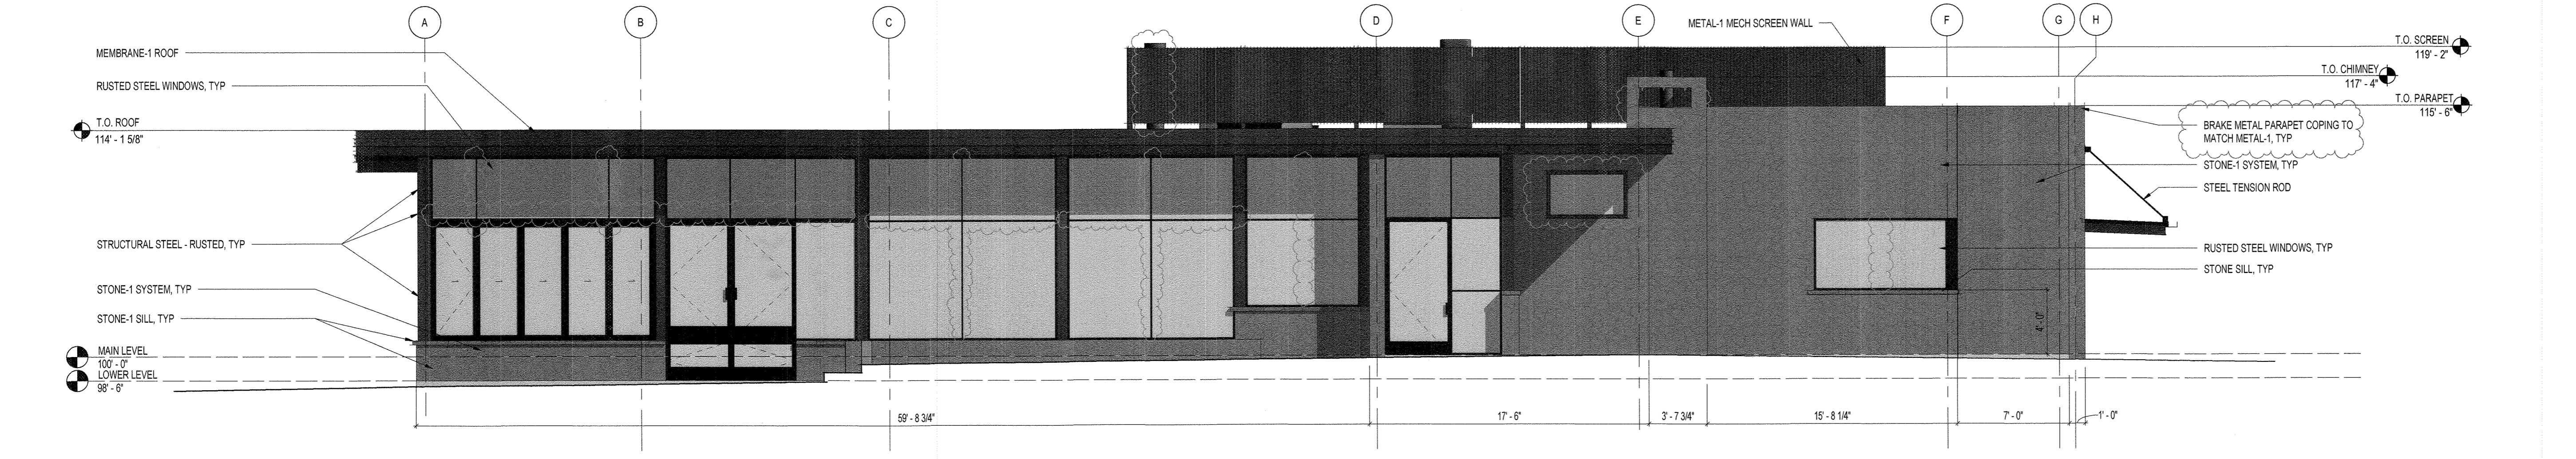 A
B
C
D
E
F
G
H
METAL-1 MECH SCREEN WALL
MEMBRANE-1 ROOF
RUSTED STEEL WINDOWS, TYP
T.O. ROOF
114' - 1 5/8"
STRUCTURAL STEEL - RUSTED, TYP
STONE-1 SYSTEM, TYP
STONE-1 SILL, TYP
MAIN LEVEL
100' - 0"
LOWER LEVEL
98' - 6"
T.O. SCREEN
119' - 2"
T.O. CHIMNEY
117' - 4"
T.O. PARAPET
115' - 6"
BRAKE METAL PARAPET COPING TO
MATCH METAL-1, TYP
STONE-1 SYSTEM, TYP
STEEL TENSION ROD
RUSTED STEEL WINDOWS, TYP
STONE SILL, TYP
4' - 0"
59' - 8 3/4"
17' - 6"
3' - 7 3/4"
15' - 8 1/4"
7' - 0"
1' - 0"